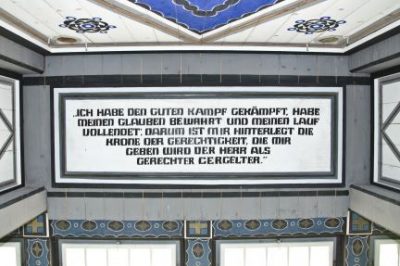 „ICH HABE DEN GUTEN KAMPF GEKÄMPFT, HABE
MEINEN GLAUBEN BEWAHRT UND MEINEN LAUF
VOLLENDET; DARUM IST MIR HINTERLEGT DIE
KRONE DER GERECHTIGKEIT, DIE MIR
GEBEN WIRD DER HERR ALS
GERECHTER VERGELTER."